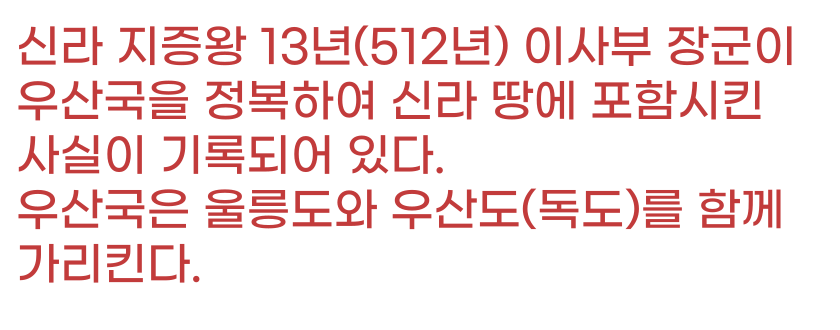 신라 지증왕 13년(512년) 이사부 장군이
우산국을 정복하여 신라 땅에 포함시킨
사실이 기록되어 있다.
우산국은 울릉도와 우산도(독도)를 함께
가리킨다.